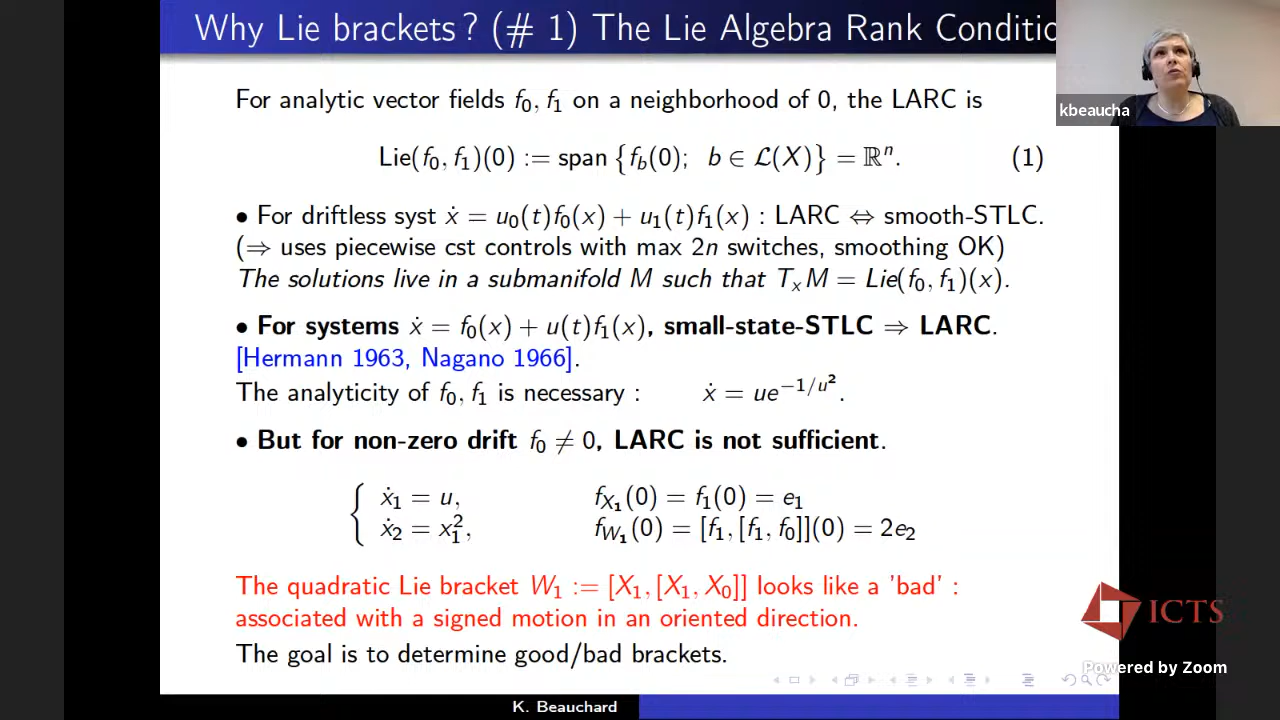 Why Lie brackets? (# 1) The Lie Algebra Rank Conditio
kbeaucha
For analytic vector fields f₀, f₁ on a neighborhood of 0, the LARC is
Lie(f₀, f₁)(0) := span {f_b(0); b ∈ 𝓛(X)} = ℝⁿ. (1)
• For driftless syst ẋ = u₀(t)f₀(x) + u₁(t)f₁(x) : LARC ⇔ smooth-STLC.
(⇒ uses piecewise cst controls with max 2n switches, smoothing OK)
The solutions live in a submanifold M such that TₓM = Lie(f₀, f₁)(x).
• For systems ẋ = f₀(x) + u(t)f₁(x), small-state-STLC ⇒ LARC.
[Hermann 1963, Nagano 1966].
The analyticity of f₀, f₁ is necessary : ẋ = ue^{−1/u²}.
• But for non-zero drift f₀ ≠ 0, LARC is not sufficient.
{ ẋ₁ = u, f_{X₁}(0) = f₁(0) = e₁
ẋ₂ = x₁², f_{W₁}(0) = [f₁, [f₁, f₀]](0) = 2e₂
The quadratic Lie bracket W₁ := [X₁, [X₁, X₀]] looks like a 'bad' :
associated with a signed motion in an oriented direction.
The goal is to determine good/bad brackets.
ICTS
Powered by Zoom
K. Beauchard